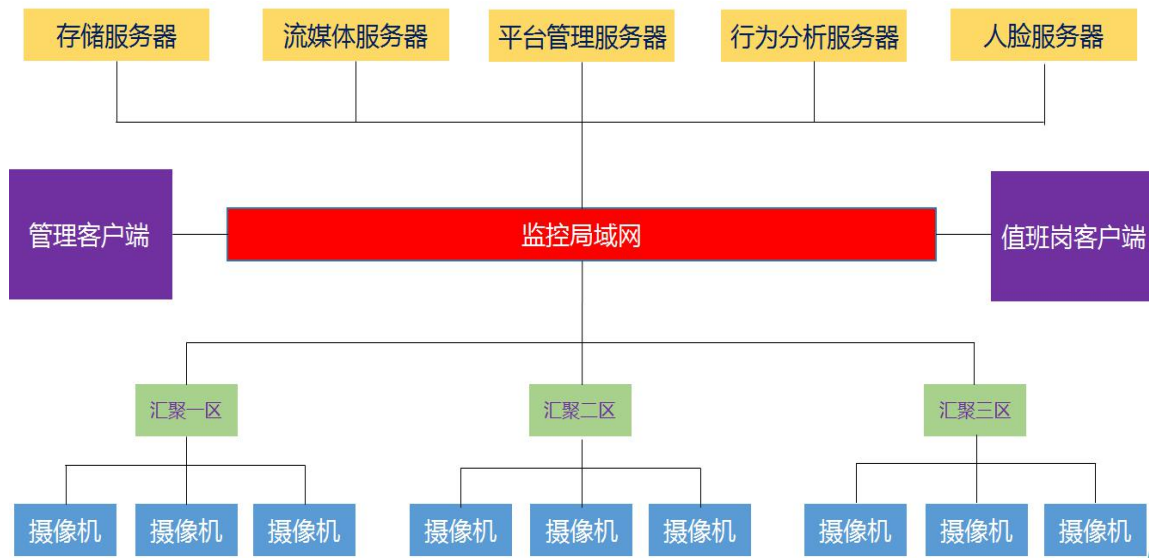 存储服务器
流媒体服务器
平台管理服务器
行为分析服务器
人脸服务器
管理客户端
监控局域网
值班岗客户端
汇聚一区
汇聚二区
汇聚三区
摄像机
摄像机
摄像机
摄像机
摄像机
摄像机
摄像机
摄像机
摄像机